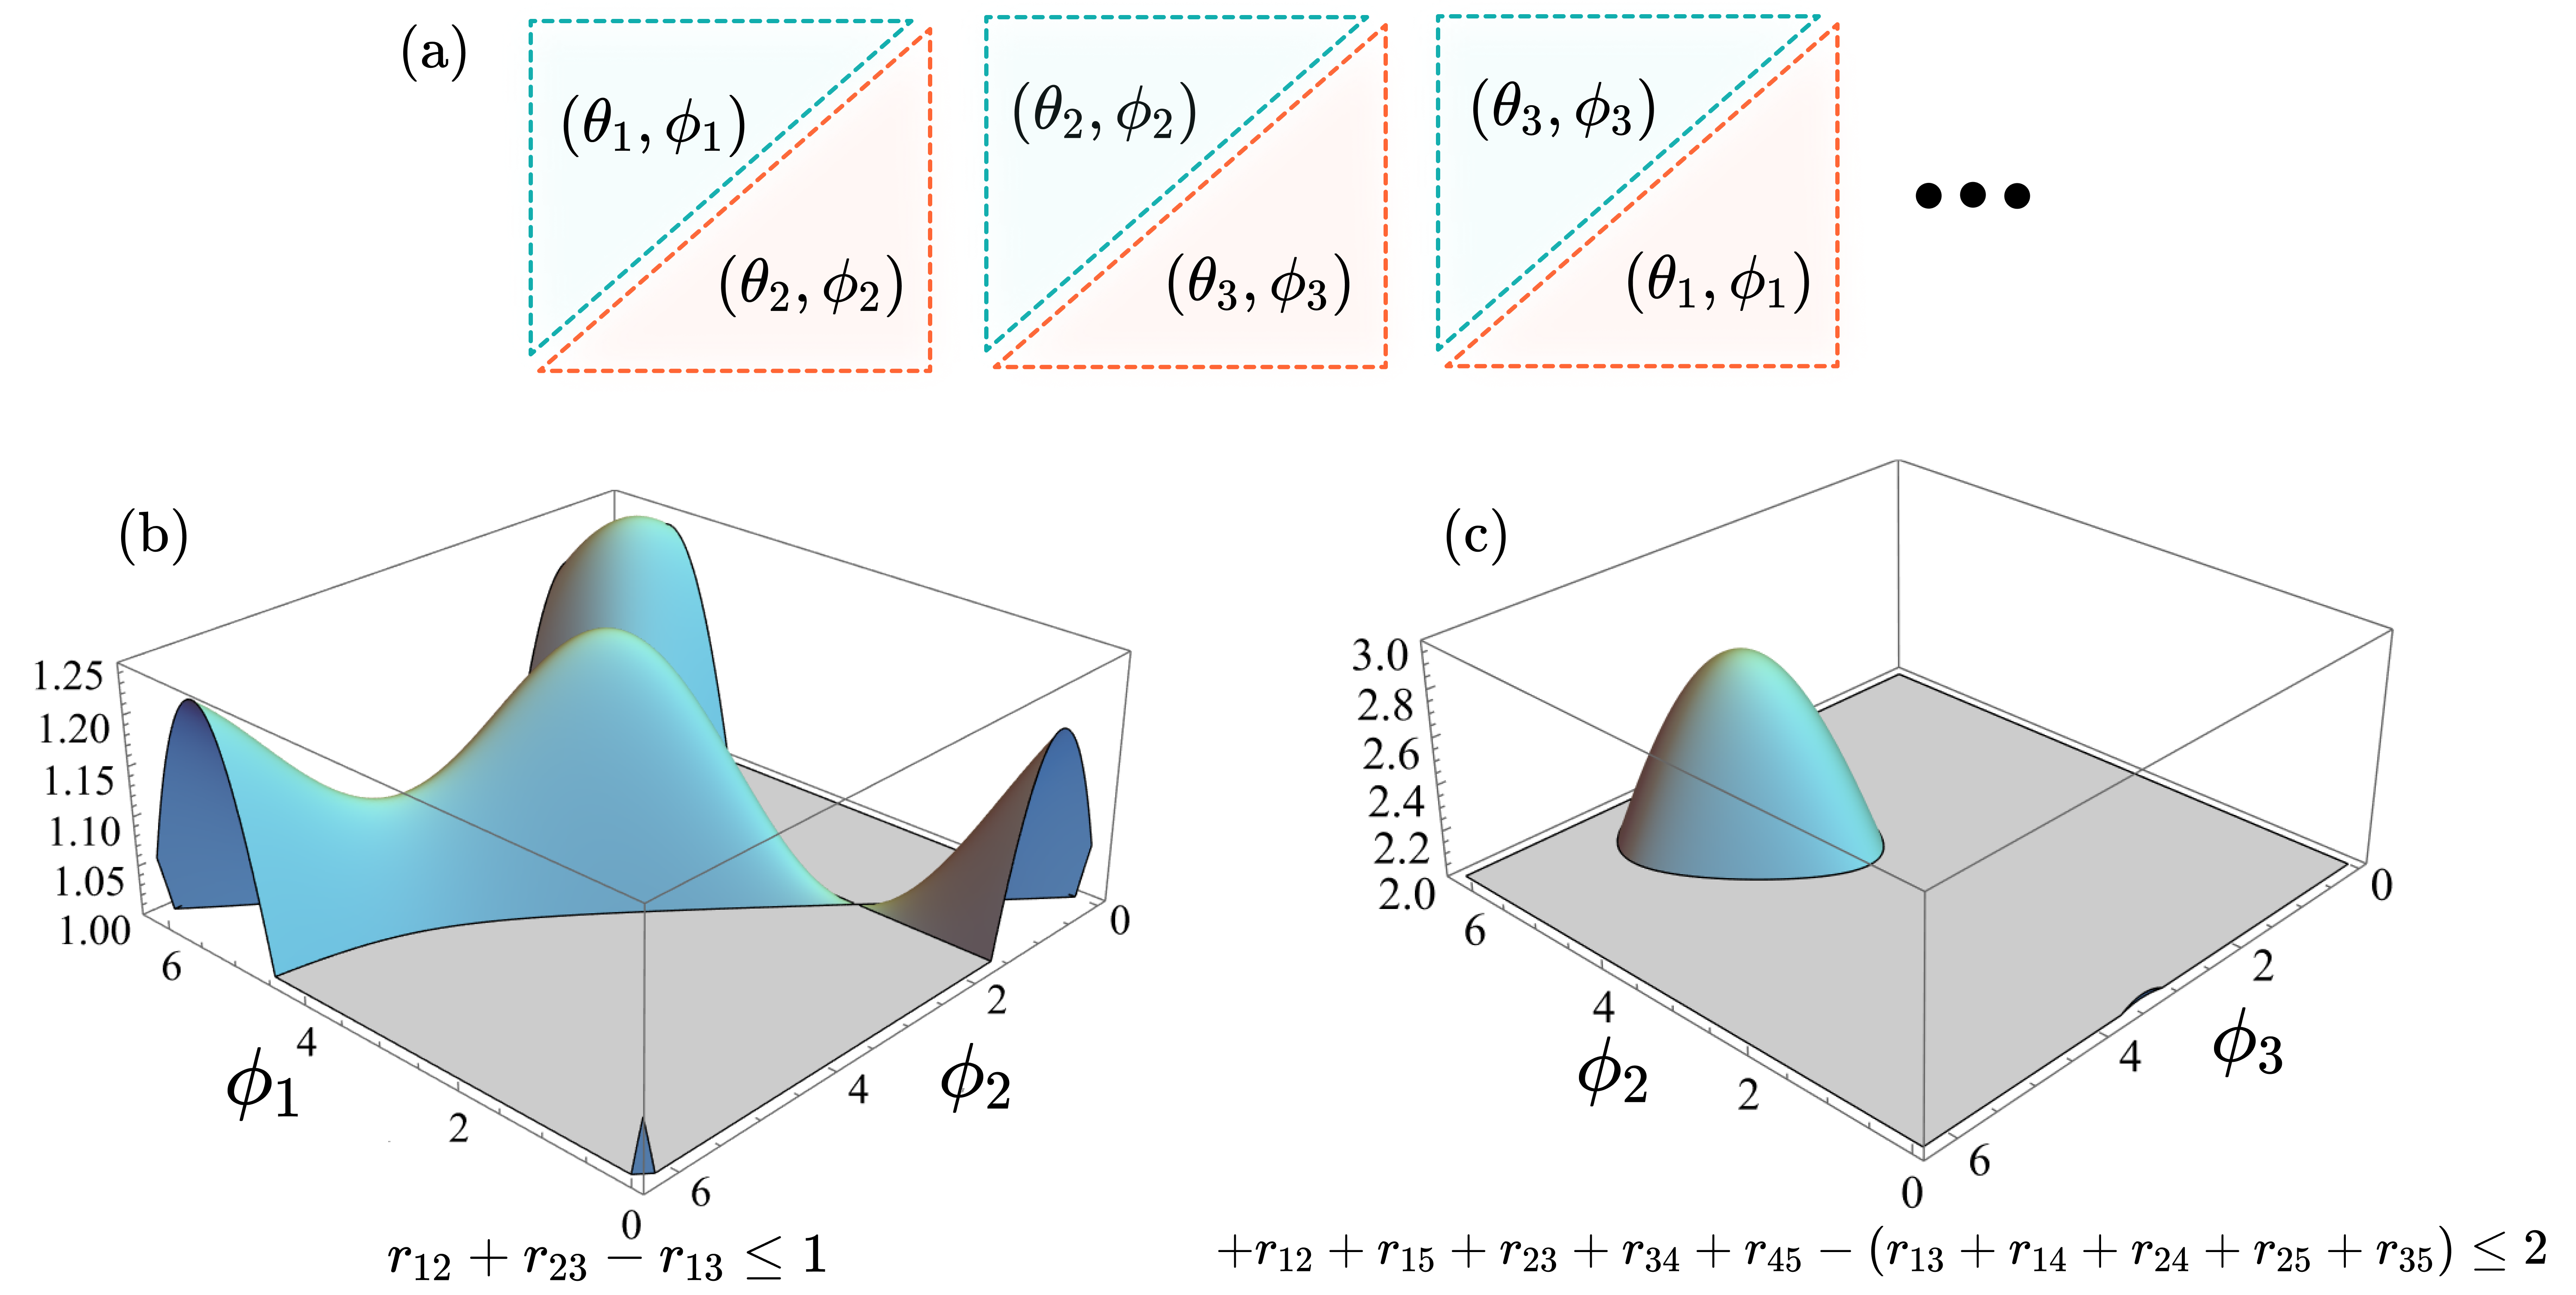 (a)
(θ₁, ϕ₁)
(θ₂, ϕ₂)
(θ₂, ϕ₂)
(θ₃, ϕ₃)
(θ₃, ϕ₃)
(θ₁, ϕ₁)
•••
(b)
1.25
1.20
1.15
1.10
1.05
1.00
6
4
2
0
ϕ₁
0
2
4
6
ϕ₂
r₁₂ + r₂₃ − r₁₃ ≤ 1
(c)
3.0
2.8
2.6
2.4
2.2
2.0
6
4
2
0
ϕ₂
0
2
4
6
ϕ₃
+r₁₂ + r₁₅ + r₂₃ + r₃₄ + r₄₅ − (r₁₃ + r₁₄ + r₂₄ + r₂₅ + r₃₅) ≤ 2